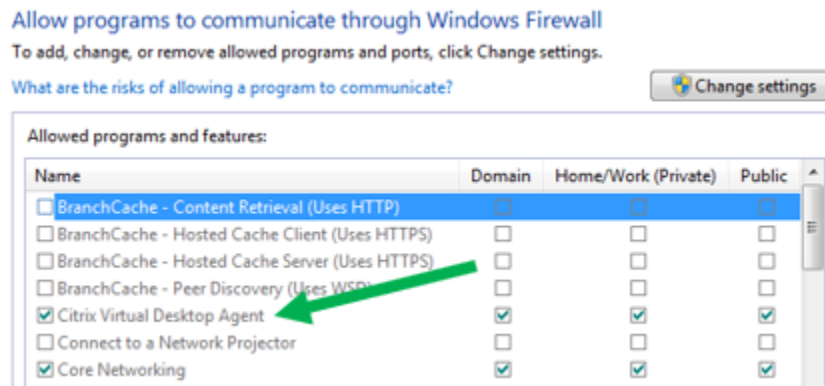 Allow programs to communicate through Windows Firewall
To add, change, or remove allowed programs and ports, click Change settings.
What are the risks of allowing a program to communicate? Change settings
Allowed programs and features:
Name Domain Home/Work (Private) Public
BranchCache - Content Retrieval (Uses HTTP)
BranchCache - Hosted Cache Client (Uses HTTPS)
BranchCache - Hosted Cache Server (Uses HTTPS)
BranchCache - Peer Discovery (Uses WSD)
Citrix Virtual Desktop Agent
Connect to a Network Projector
Core Networking